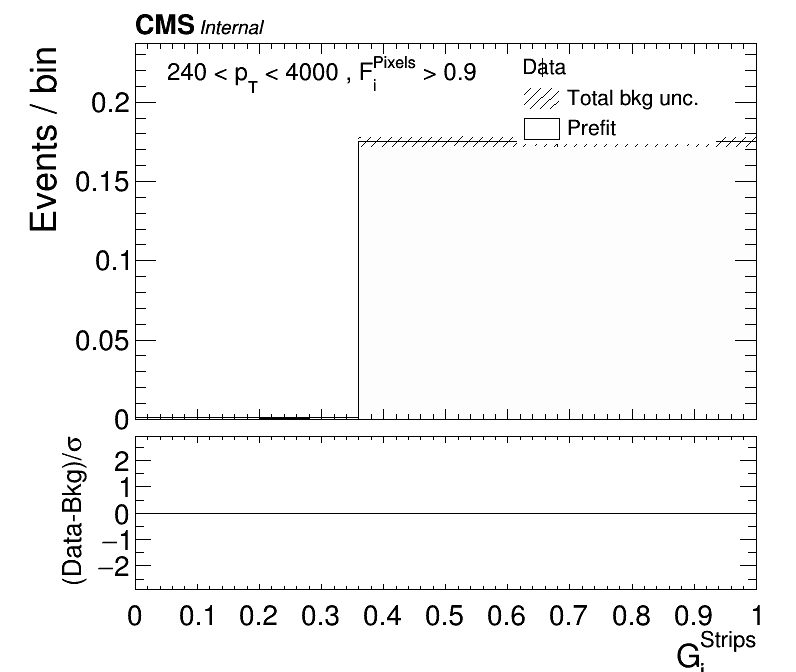 CMS Internal
240 < p_T < 4000 , F_i^Pixels > 0.9
Data
Total bkg unc.
Prefit
Events / bin
0.2
0.15
0.1
0.05
0
(Data-Bkg)/σ
2
1
0
−1
−2
0 0.1 0.2 0.3 0.4 0.5 0.6 0.7 0.8 0.9 1
G_i^Strips